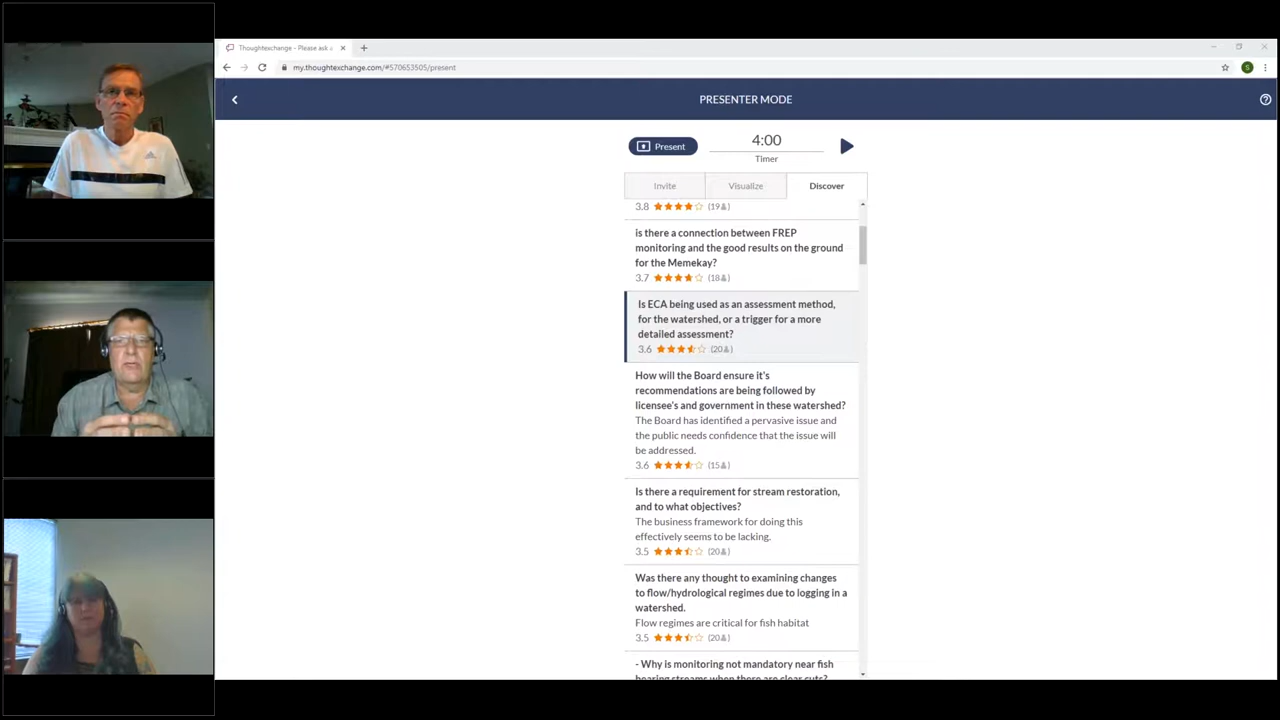 Thoughtexchange - Please ask a
my.thoughtexchange.com/#570653505/present
S
PRESENTER MODE
Present
4:00
Timer
Invite
Visualize
Discover
3.8 (19)
is there a connection between FREP
monitoring and the good results on the ground
for the Memekay?
3.7 (18)
Is ECA being used as an assessment method,
for the watershed, or a trigger for a more
detailed assessment?
3.6 (20)
How will the Board ensure it's
recommendations are being followed by
licensee's and government in these watershed?
The Board has identified a pervasive issue and
the public needs confidence that the issue will
be addressed.
3.6 (15)
Is there a requirement for stream restoration,
and to what objectives?
The business framework for doing this
effectively seems to be lacking.
3.5 (20)
Was there any thought to examining changes
to flow/hydrological regimes due to logging in a
watershed.
Flow regimes are critical for fish habitat
3.5 (20)
- Why is monitoring not mandatory near fish
bearing streams when there are clear cuts?